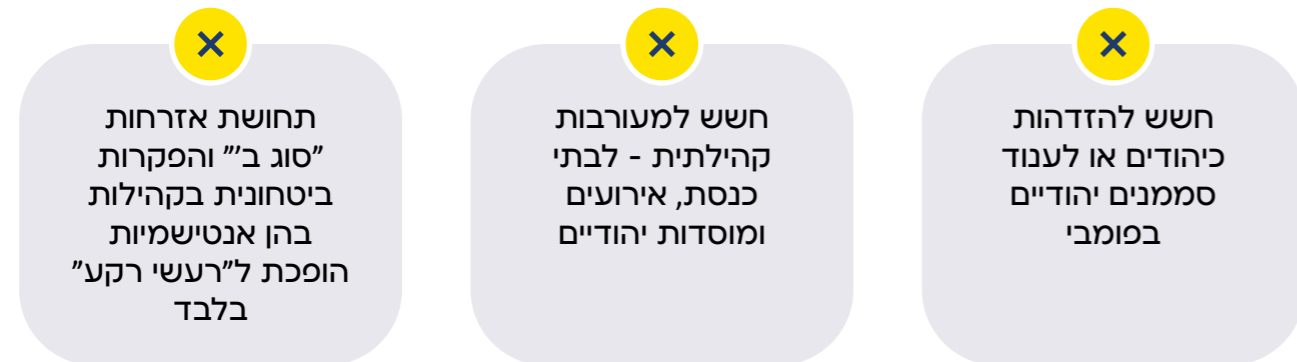 חשש להזדהות
כיהודים או לענוד
סממנים יהודיים
בפומבי
חשש למעורבות
קהילתית - לבתי
כנסת, אירועים
ומוסדות יהודיים
תחושת אזרחות
"סוג ב'" והפקרות
ביטחונית בקהילות
בהן אנטישמיות
הופכת ל"רעשי רקע"
בלבד